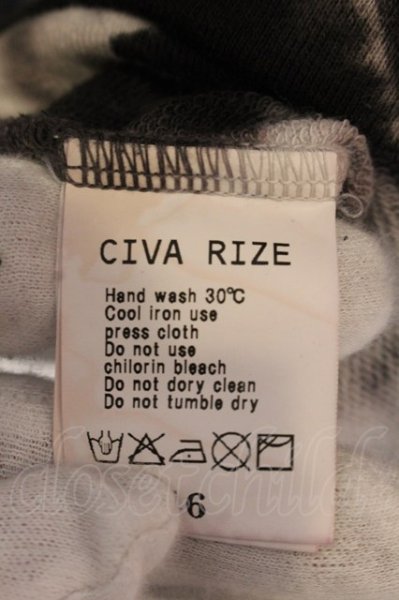 CIVA RIZE
Hand wash 30℃
Cool iron use
press cloth
Do not use
chilorin bleach
Do not dory clean
Do not tumble dry
6
closetchild